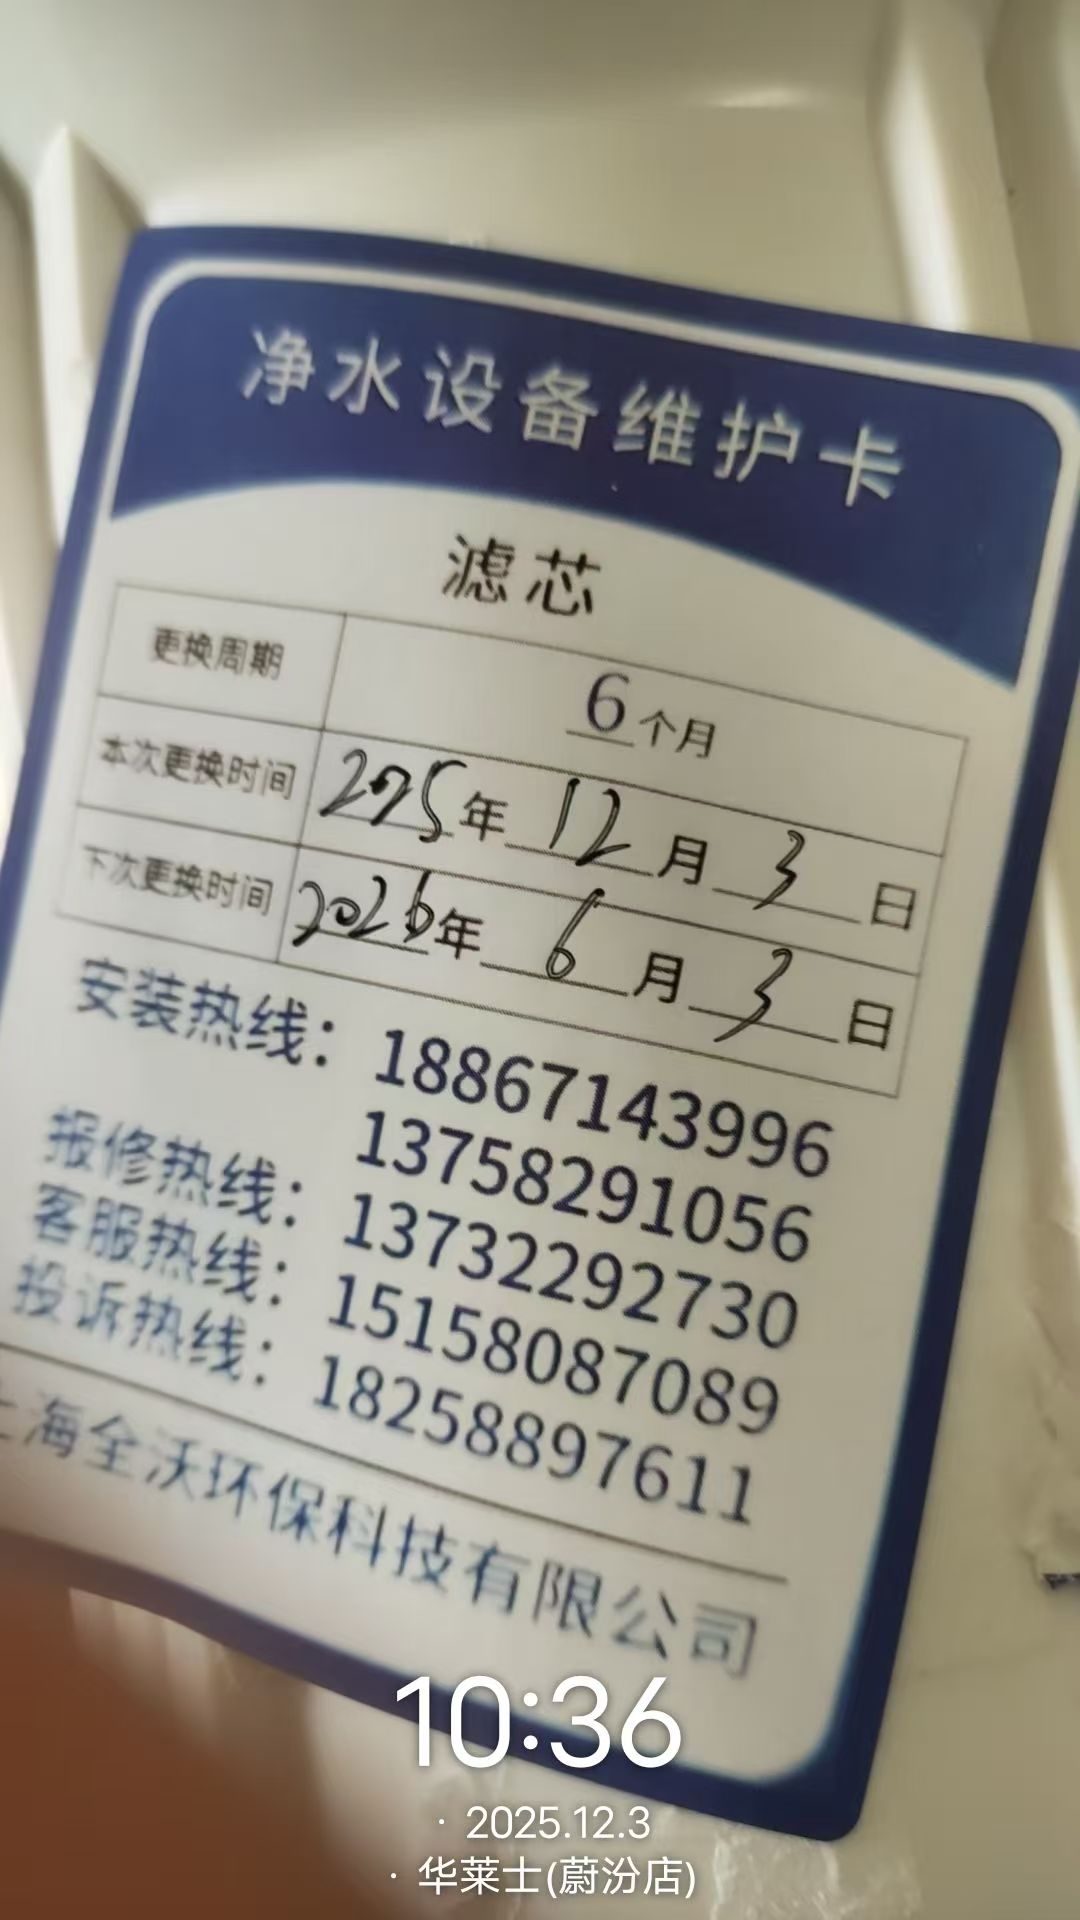 净水设备维护卡
滤芯
更换周期 6个月
本次更换时间 2025年12月3日
下次更换时间 2026年6月3日
安装热线：18867143996
13758291056
报修热线：13732292730
客服热线：15158087089
投诉热线：18258897611
上海全沃环保科技有限公司
10:36
· 2025.12.3
· 华莱士(蔚汾店)